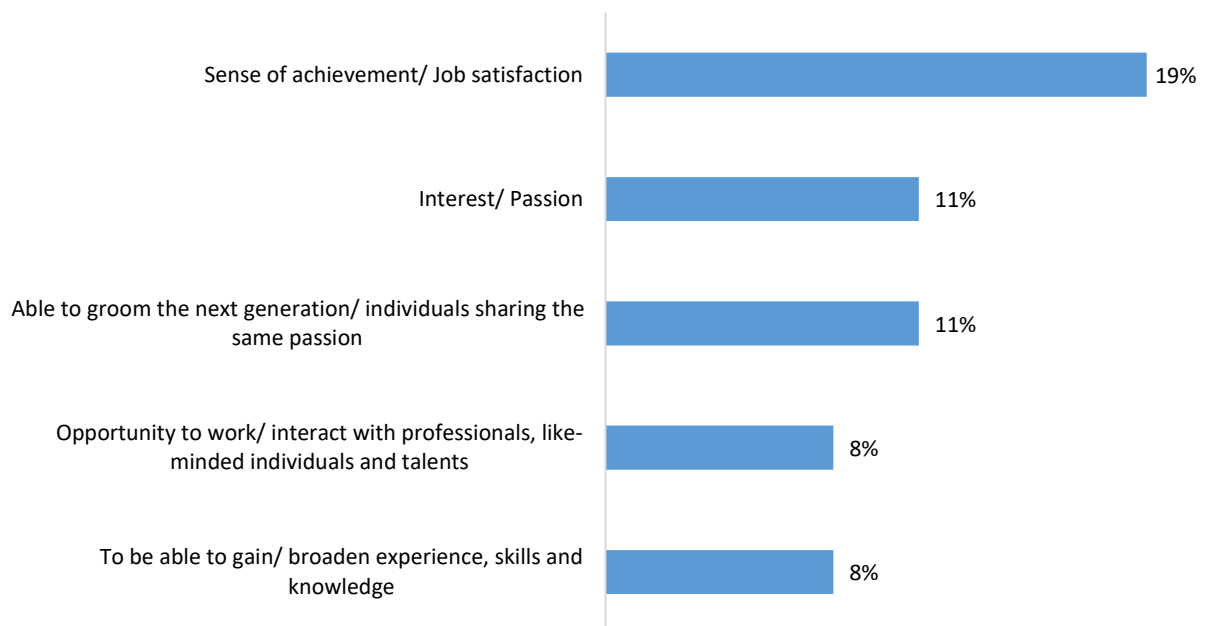 Sense of achievement/ Job satisfaction
19%
Interest/ Passion
11%
Able to groom the next generation/ individuals sharing the
same passion
11%
Opportunity to work/ interact with professionals, like-
minded individuals and talents
8%
To be able to gain/ broaden experience, skills and
knowledge
8%